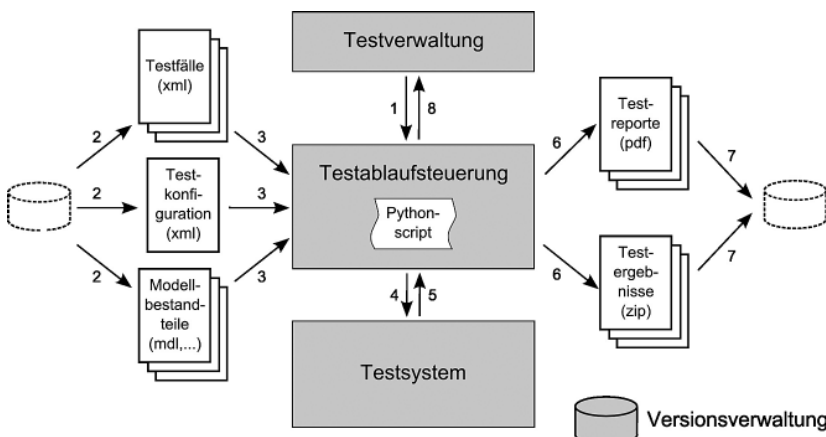 Testverwaltung
Testfälle
(xml)
1
8
Test-
reporte
(pdf)
2
3
6
7
Testablaufsteuerung
2
3
Test-
konfi-
guration
(xml)
Python-
script
2
3
Modell-
bestand-
teile
(mdl,...)
4
5
6
7
Test-
ergeb-
nisse
(zip)
Testsystem
Versionsverwaltung